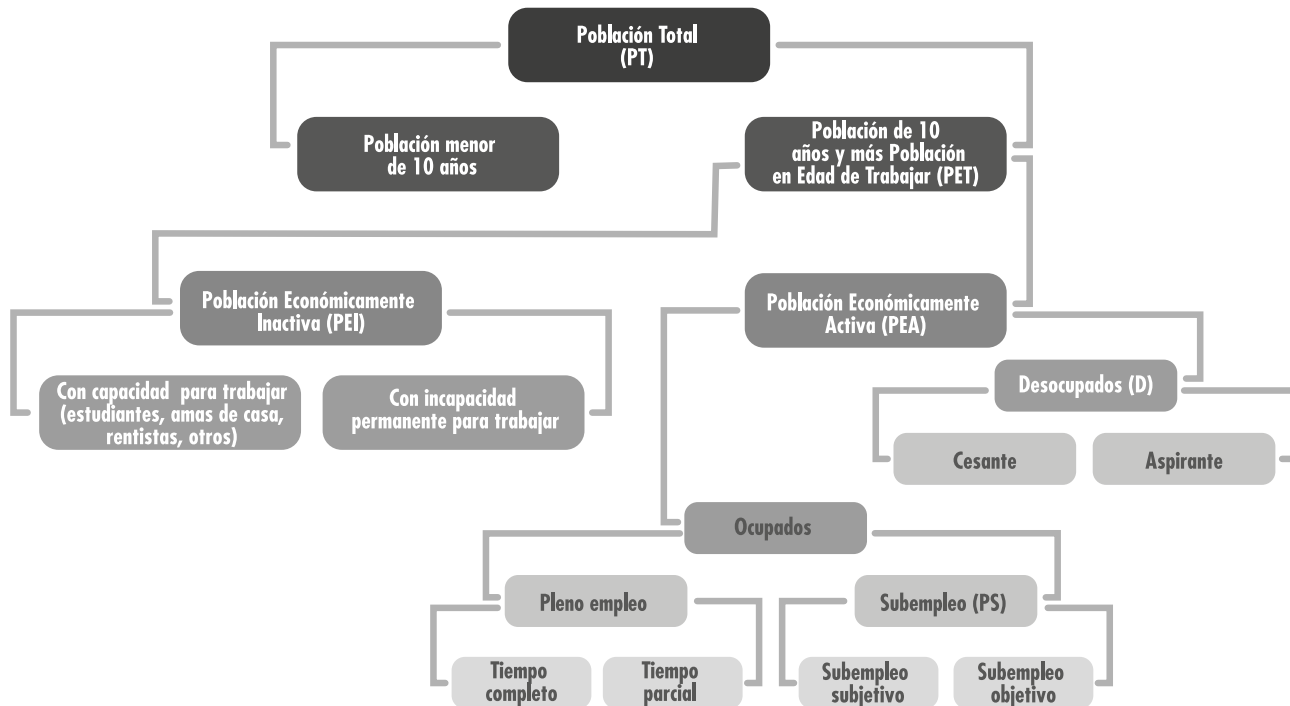 Población Total
(PT)
Población menor
de 10 años
Población de 10
años y más Población
en Edad de Trabajar (PET)
Población Económicamente
Inactiva (PEI)
Población Económicamente
Activa (PEA)
Con capacidad para trabajar
(estudiantes, amas de casa,
rentistas, otros)
Con incapacidad
permanente para trabajar
Desocupados (D)
Cesante
Aspirante
Ocupados
Pleno empleo
Subempleo (PS)
Tiempo
completo
Tiempo
parcial
Subempleo
subjetivo
Subempleo
objetivo